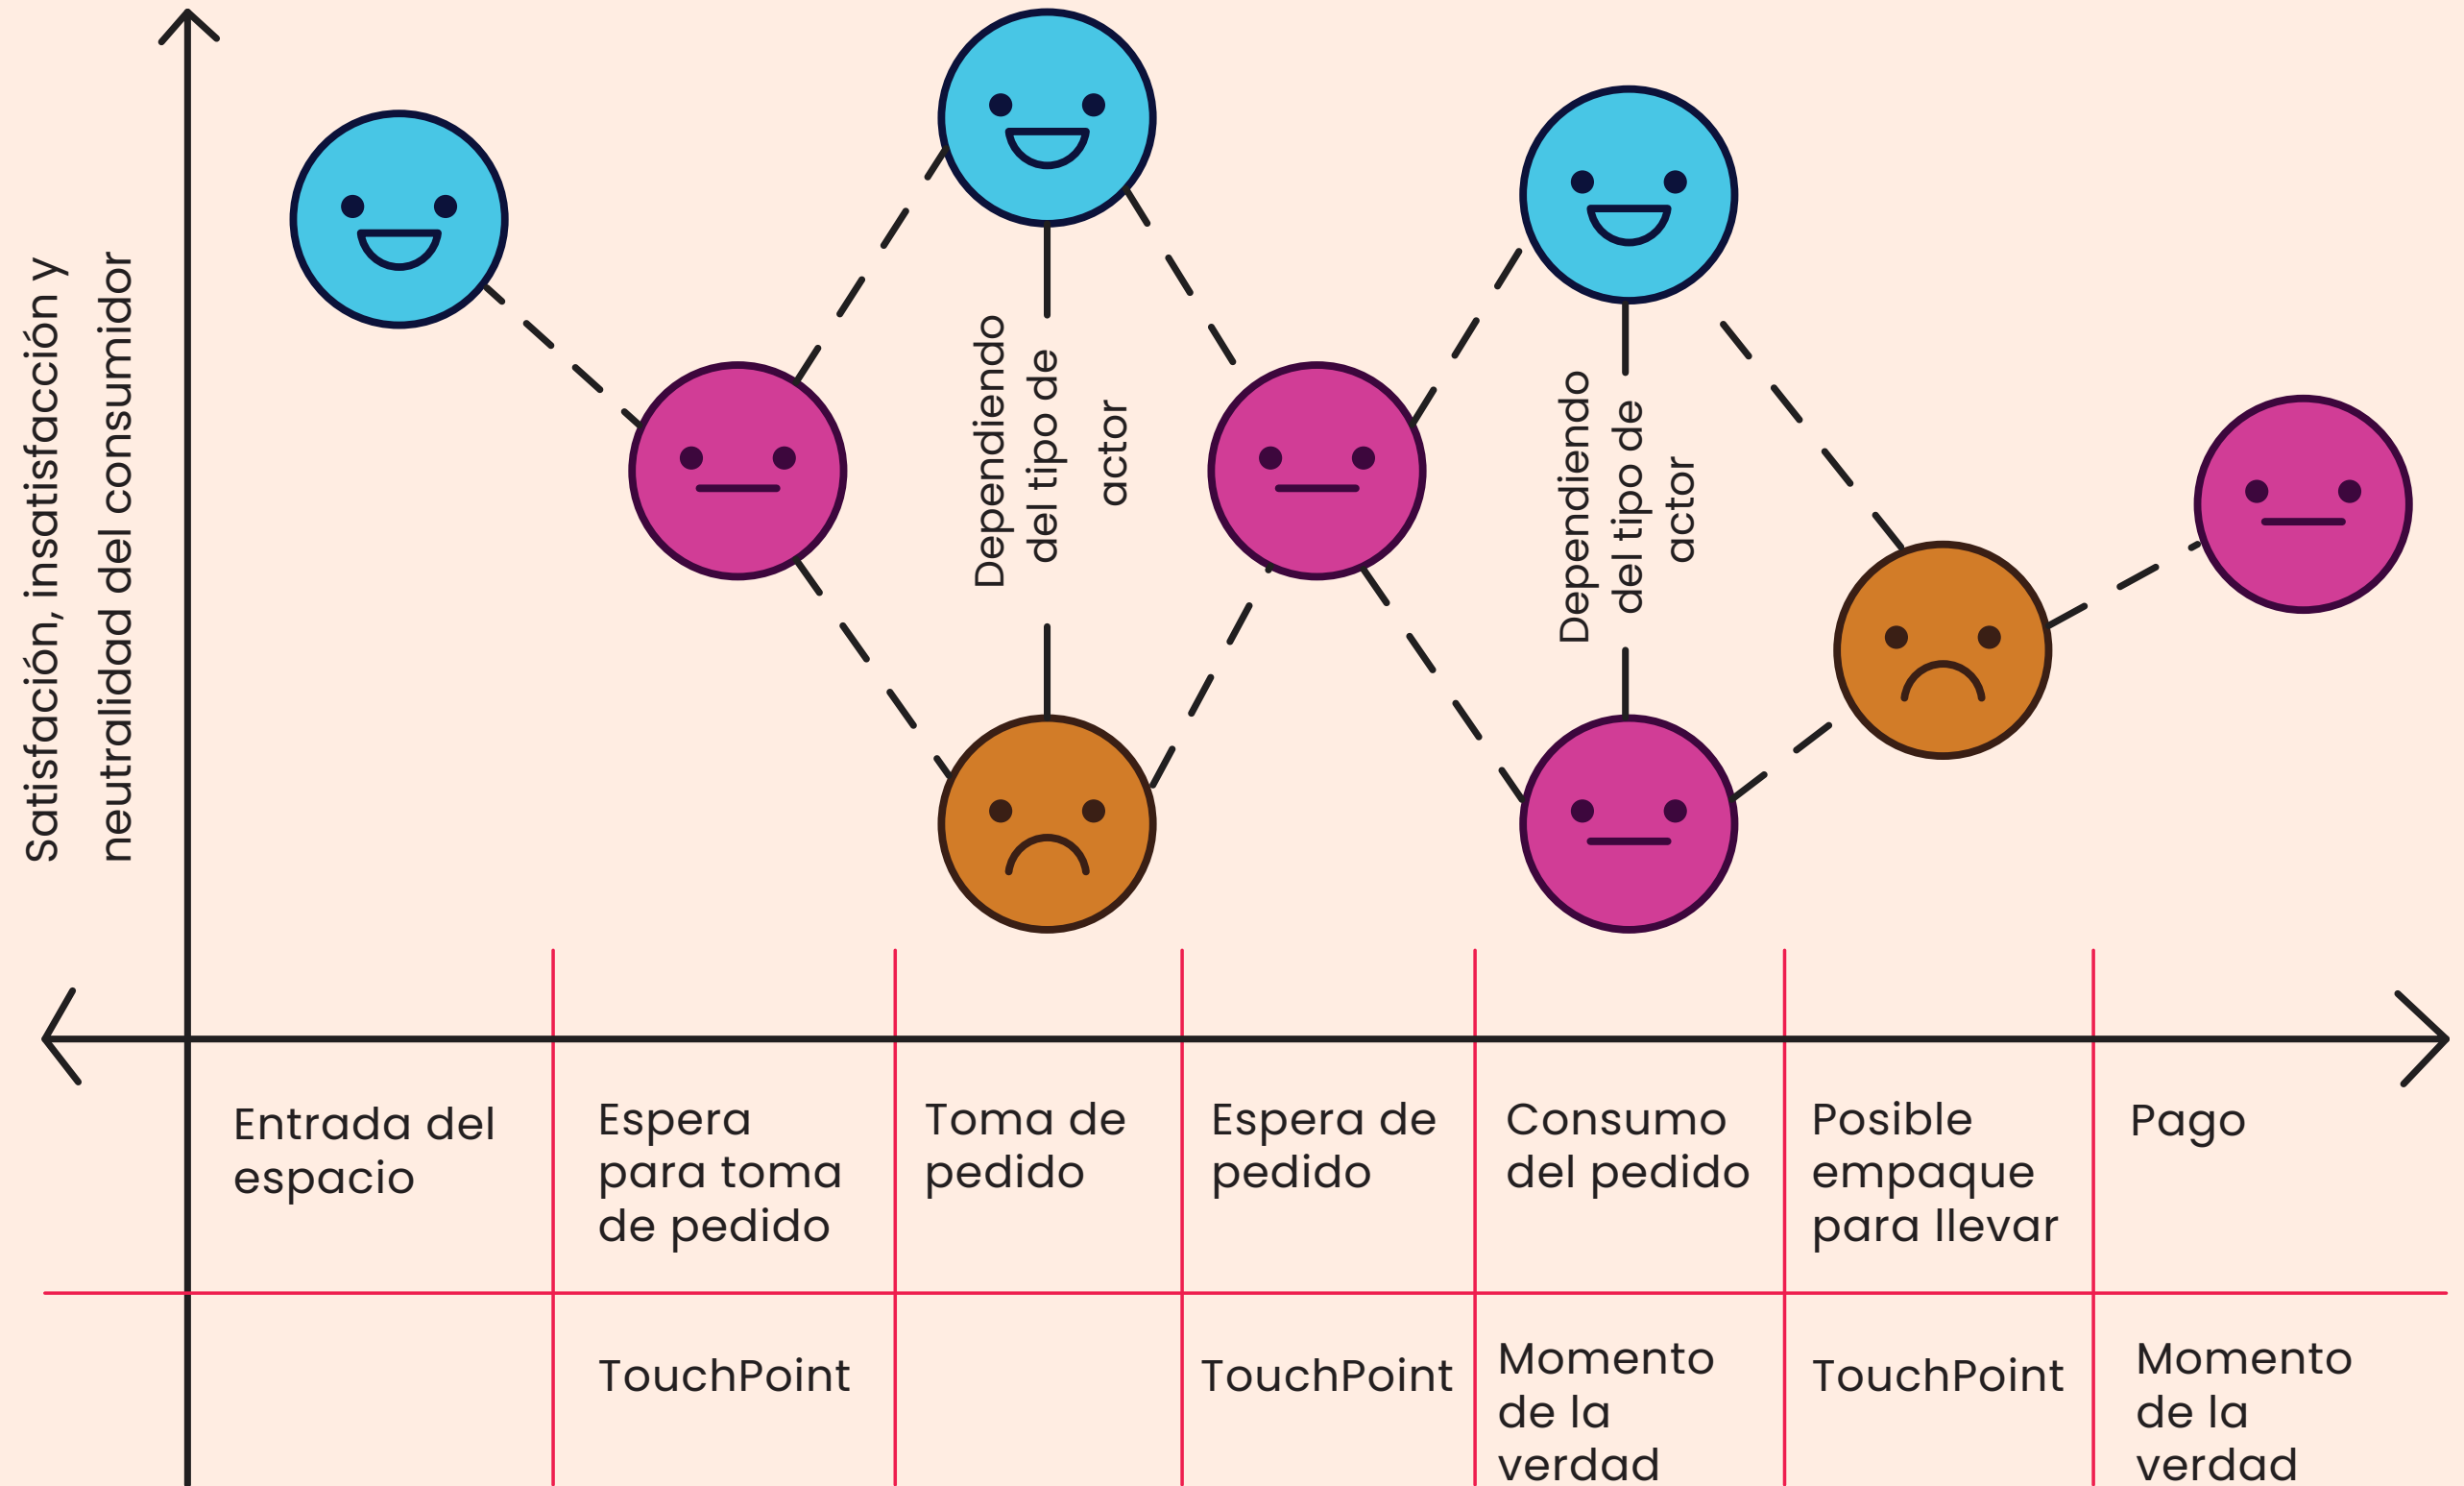 Satisfación, insatisfacción y
neutralidad del consumidor
Dependiendo
del tipo de
actor
Dependiendo
del tipo de
actor
Entrada del
espacio
Espera
para toma
de pedido
Toma de
pedido
Espera de
pedido
Consumo
del pedido
Posible
empaque
para llevar
Pago
TouchPoint
TouchPoint
Momento
de la
verdad
TouchPoint
Momento
de la
verdad